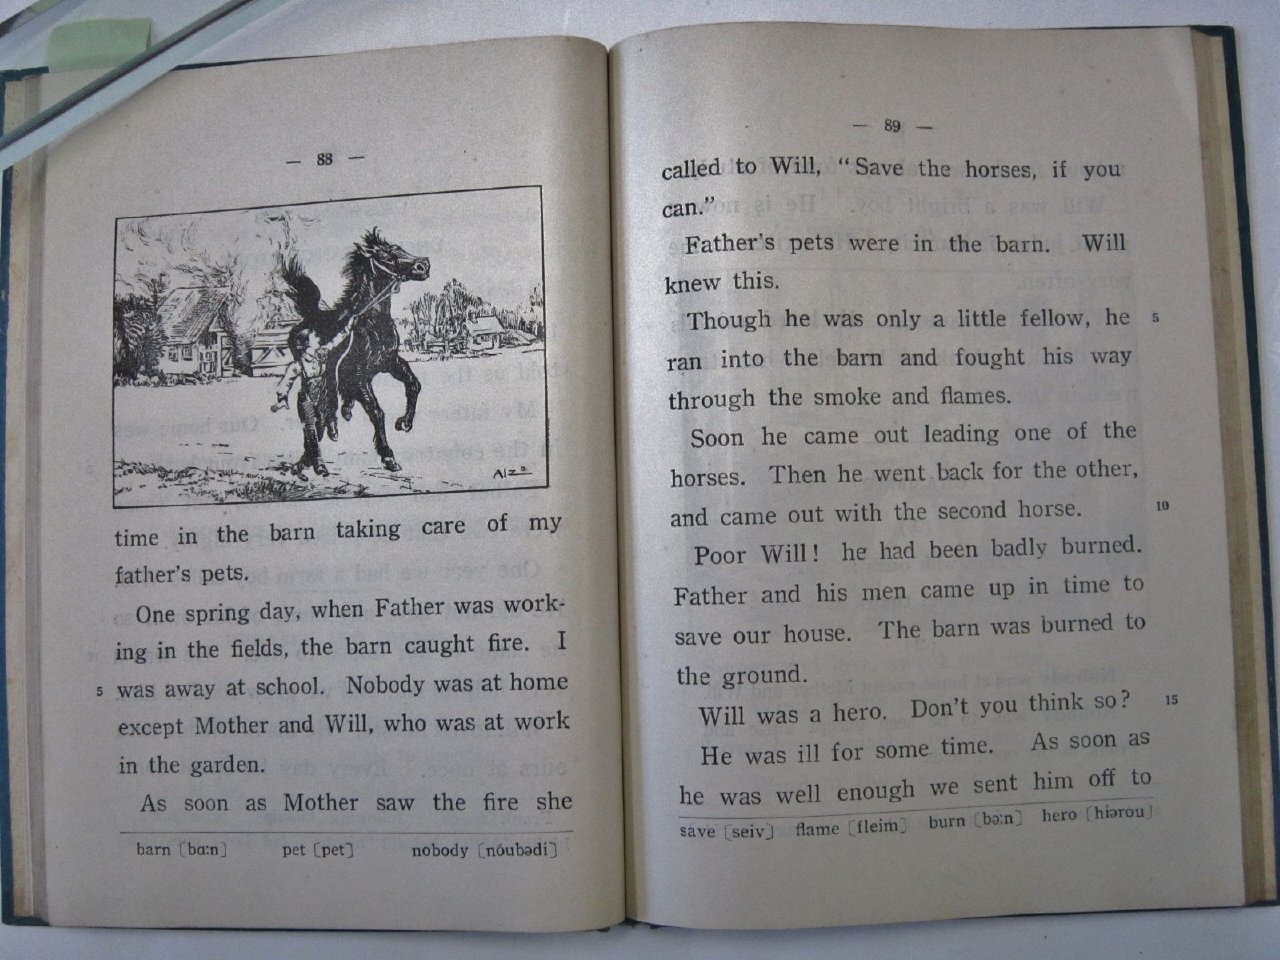 — 88 —
Alzo
time in the barn taking care of my
father's pets.
One spring day, when Father was work-
ing in the fields, the barn caught fire. I
5 was away at school. Nobody was at home
except Mother and Will, who was at work
in the garden.
As soon as Mother saw the fire she
barn [bɑːn] pet [pet] nobody [nóubədi]
— 89 —
called to Will, “Save the horses, if you
can.”
Father's pets were in the barn. Will
knew this.
Though he was only a little fellow, he 5
ran into the barn and fought his way
through the smoke and flames.
Soon he came out leading one of the
horses. Then he went back for the other,
and came out with the second horse. 10
Poor Will! he had been badly burned.
Father and his men came up in time to
save our house. The barn was burned to
the ground.
Will was a hero. Don't you think so? 15
He was ill for some time. As soon as
he was well enough we sent him off to
save [seiv] flame [fleim] burn [bəːn] hero [hiərou]